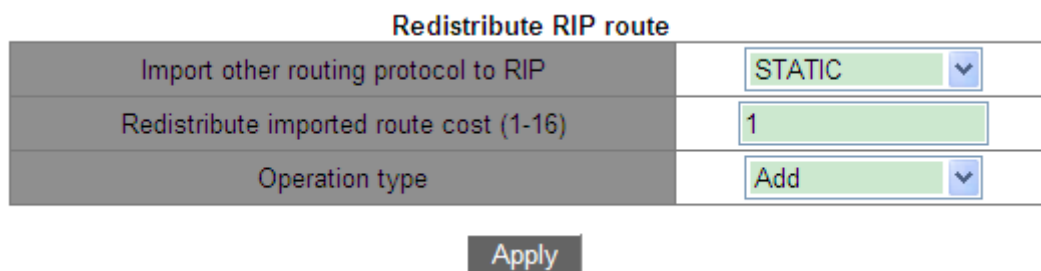 Redistribute RIP route
Import other routing protocol to RIP STATIC
Redistribute imported route cost (1-16) 1
Operation type Add
Apply